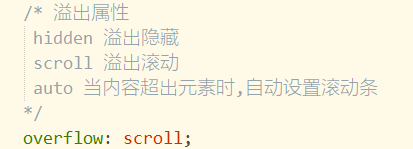 /* 溢出属性
hidden 溢出隐藏
scroll 溢出滚动
auto 当内容超出元素时,自动设置滚动条
*/
overflow: scroll;